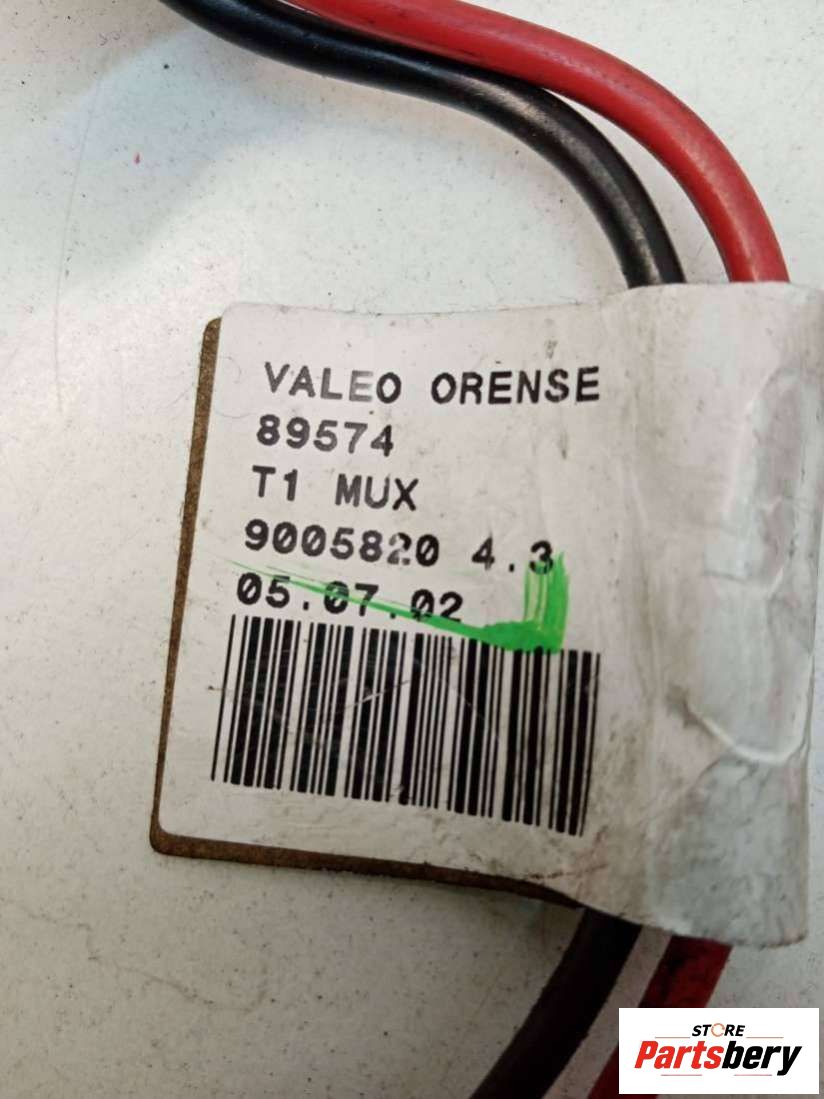 VALEO ORENSE
89574
T1 MUX
9005820 4.3
05.07.02
STORE
Partsbery